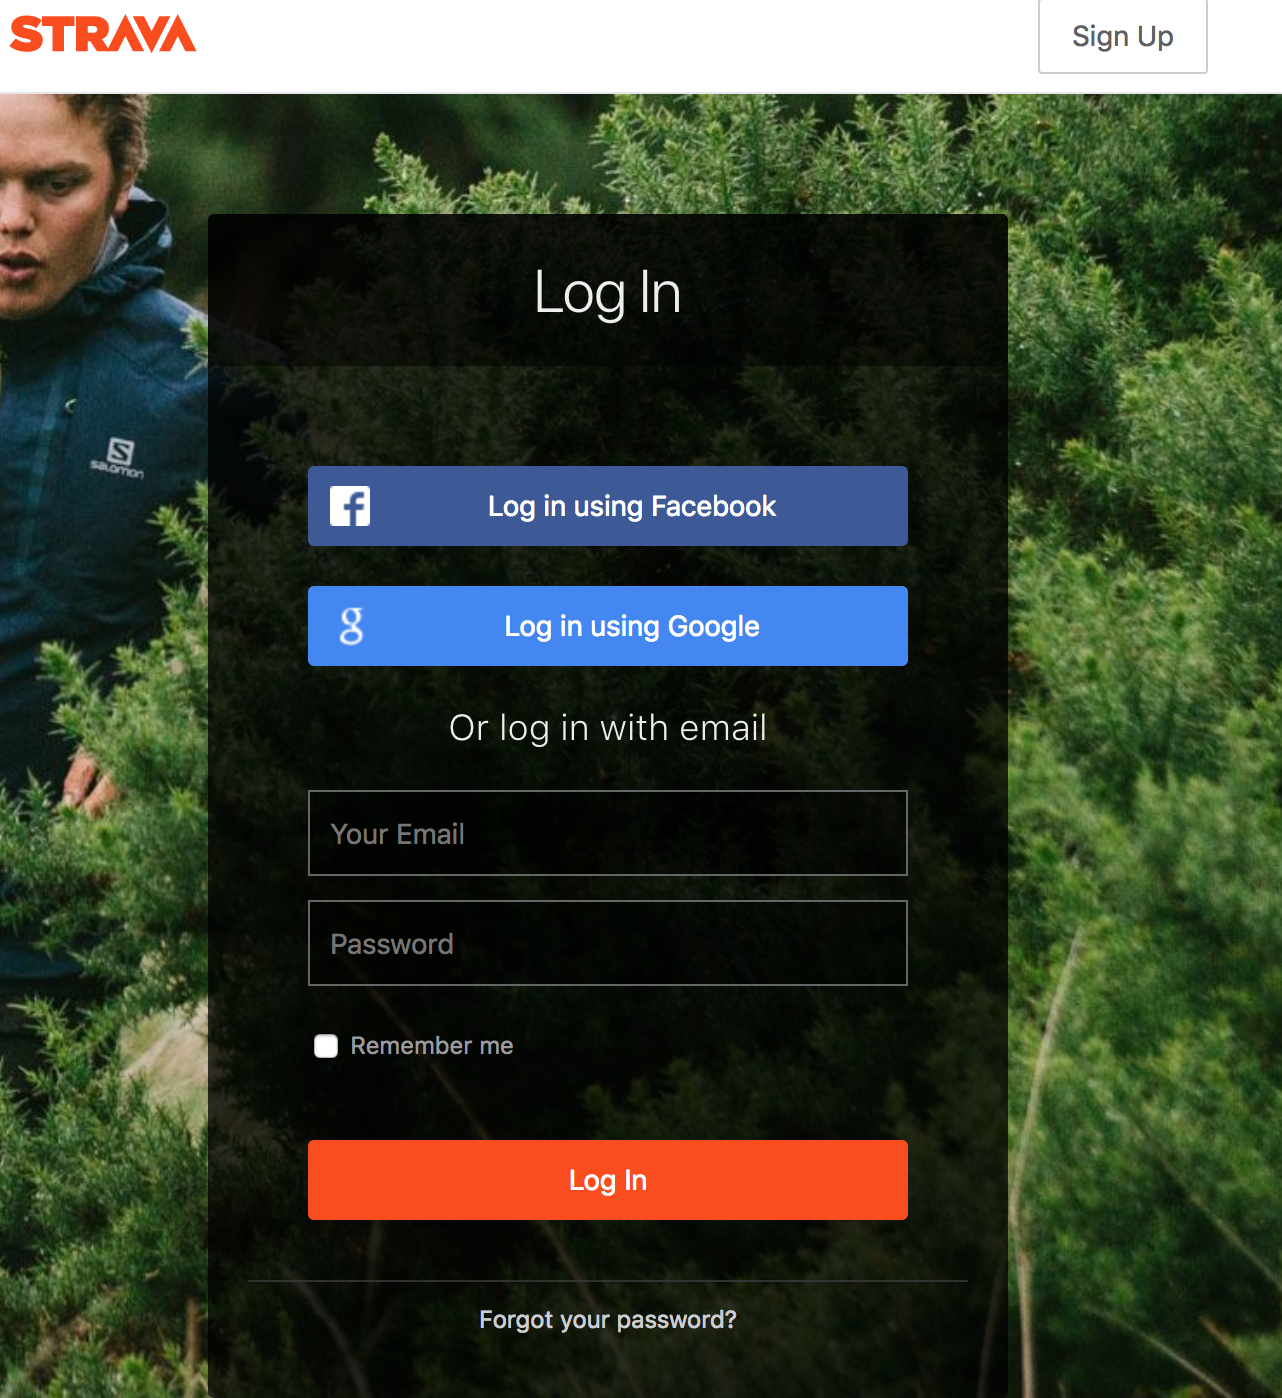 STRAVA
Sign Up
Log In
S
salomon
f
Log in using Facebook
g
Log in using Google
Or log in with email
Your Email
Password
Remember me
Log In
Forgot your password?